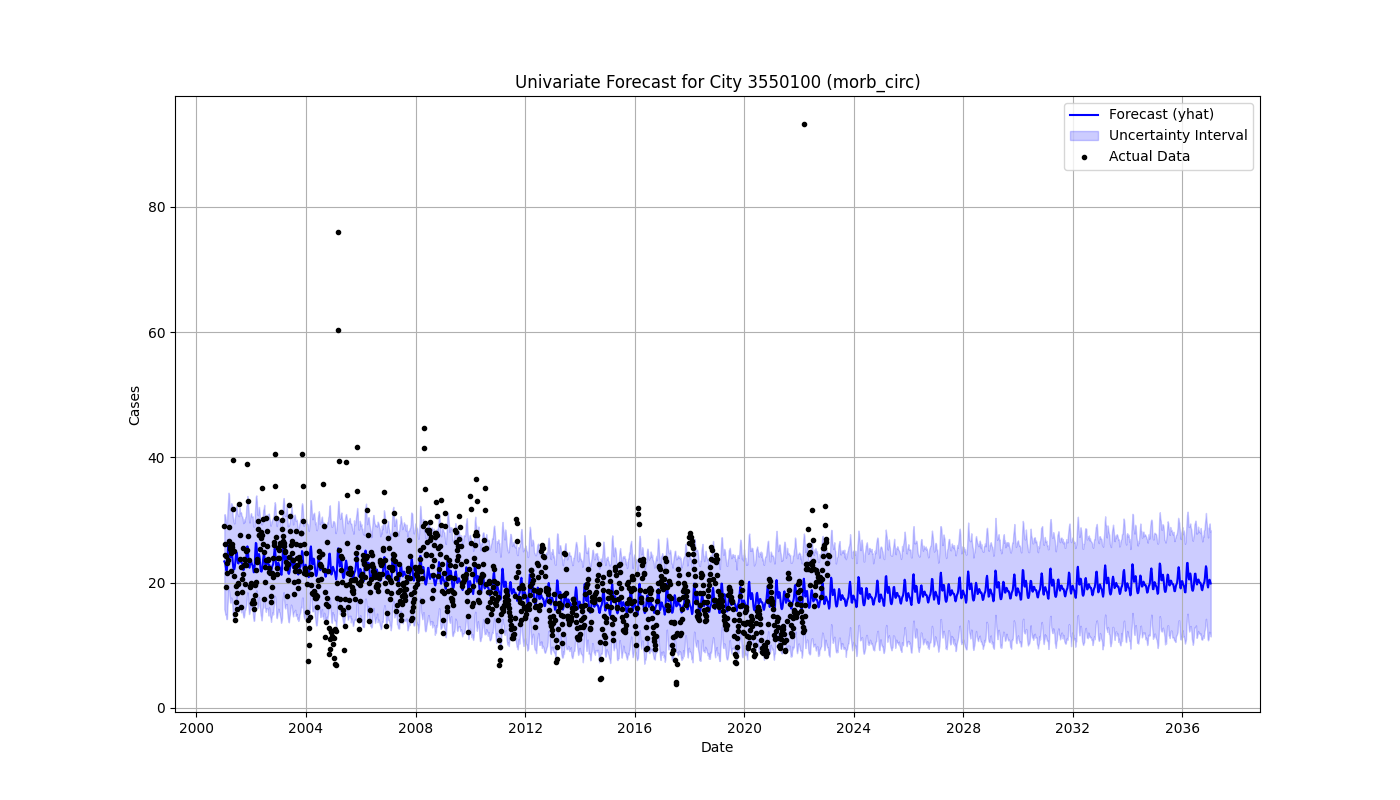 Univariate Forecast for City 3550100 (morb_circ)
Forecast (yhat)
Uncertainty Interval
Actual Data
Cases
80
60
40
20
0
2000 2004 2008 2012 2016 2020 2024 2028 2032 2036
Date